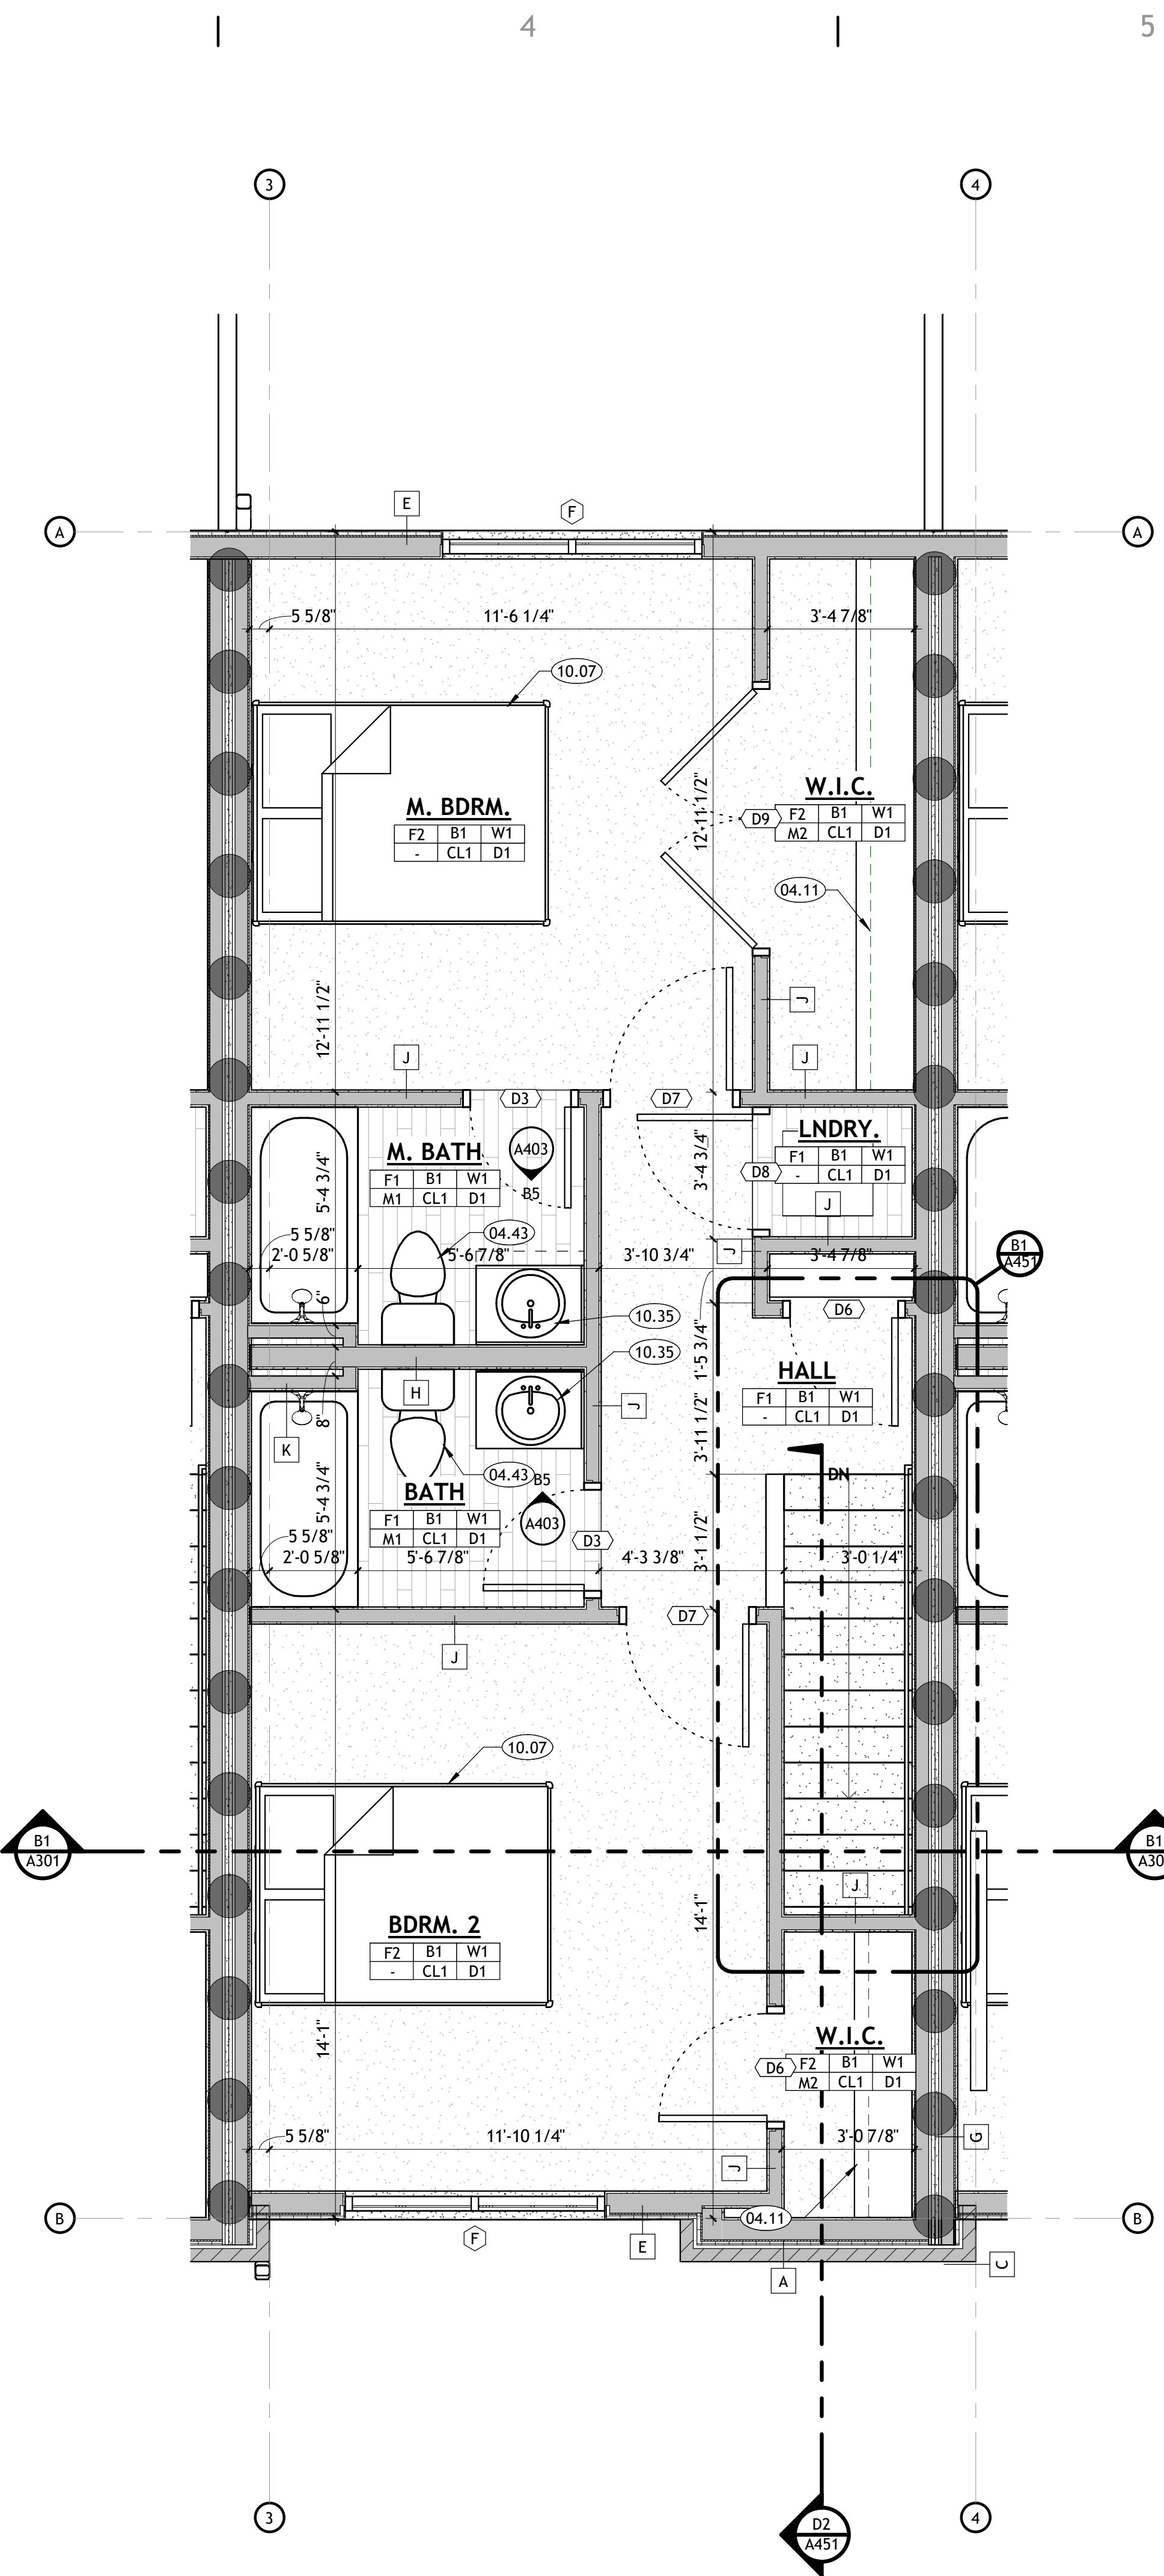 4
5
3
4
A
E
F
A
5 5/8"
11'-6 1/4"
3'-4 7/8"
10.07
W.I.C.
D9
F2 B1 W1
M2 CL1 D1
M. BDRM.
F2 B1 W1
- CL1 D1
12'-11 1/2"
04.11
12'-11 1/2"
J
J
J
D3
D7
M. BATH
F1 B1 W1
M1 CL1 D1
A403
B5
LNDRY.
D8
F1 B1 W1
- CL1 D1
J
5'-4 3/4"
3'-4 3/4"
04.43
5 5/8"
2'-0 5/8"
5'-6 7/8"
3'-10 3/4"
J
3'-4 7/8"
B1
A451
6"
10.35
D6
10.35
1'-5 3/4"
HALL
F1 B1 W1
- CL1 D1
H
J
8"
K
3'-11 1/2"
04.43
B5
DN
5'-4 3/4"
BATH
F1 B1 W1
M1 CL1 D1
A403
D3
5 5/8"
2'-0 5/8"
5'-6 7/8"
4'-3 3/8"
3'-1 1/2"
3'-0 1/4"
D7
J
10.07
B1
A301
B1
A30
J
14'-1"
BDRM. 2
F2 B1 W1
- CL1 D1
14'-1"
W.I.C.
D6
F2 B1 W1
M2 CL1 D1
5 5/8"
11'-10 1/4"
3'-0 7/8"
G
J
B
F
E
04.11
A
C
B
3
D2
A451
4